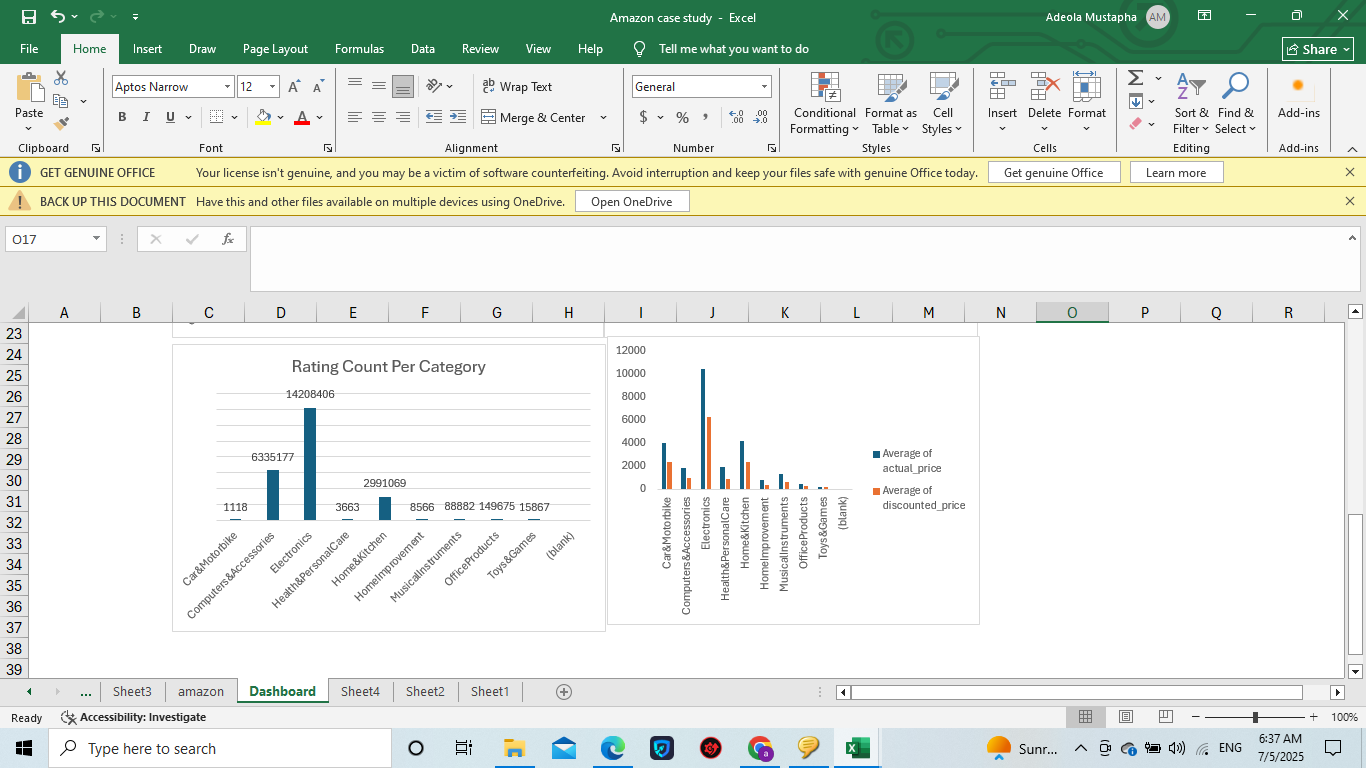 Amazon case study - Excel
Adeola Mustapha AM
File Home Insert Draw Page Layout Formulas Data Review View Help Tell me what you want to do Share
Paste
Clipboard
Aptos Narrow 12
B I U A
Font
Wrap Text
Merge & Center
Alignment
General
$ % ,
Number
Conditional Formatting
Format as Table
Cell Styles
Styles
Insert Delete Format
Cells
Sort & Filter
Find & Select
Editing
Add-ins
Add-ins
GET GENUINE OFFICE Your license isn't genuine, and you may be a victim of software counterfeiting. Avoid interruption and keep your files safe with genuine Office today. Get genuine Office Learn more
BACK UP THIS DOCUMENT Have this and other files available on multiple devices using OneDrive. Open OneDrive
O17 fx
A B C D E F G H I J K L M N O P Q R
23
24
25
26
27
28
29
30
31
32
33
34
35
36
37
38
39
Rating Count Per Category
14208406
6335177
2991069
1118 3663 8566 88882 149675 15867
Car&Motorbike
Computers&Accessories
Electronics
Health&PersonalCare
Home&Kitchen
HomeImprovement
MusicalInstruments
OfficeProducts
Toys&Games
(blank)
12000
10000
8000
6000
4000
2000
0
Car&Motorbike
Computers&Accessories
Electronics
Health&PersonalCare
Home&Kitchen
HomeImprovement
MusicalInstruments
OfficeProducts
Toys&Games
(blank)
Average of
actual_price
Average of
discounted_price
... Sheet3 amazon Dashboard Sheet4 Sheet2 Sheet1
Ready Accessibility: Investigate 100%
Type here to search
Sunr... ENG
6:37 AM
7/5/2025